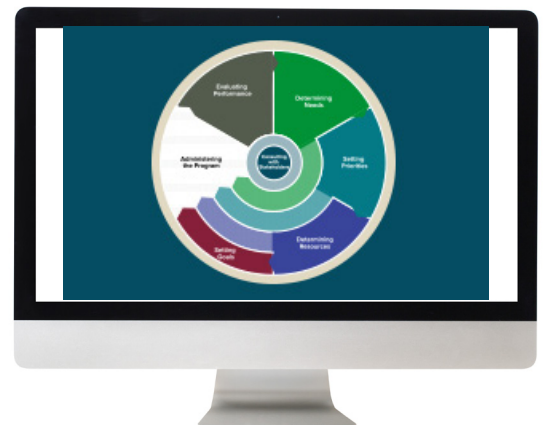 Evaluating
Performance
Determining
Needs
Administering
the Program
Consulting
with
Stakeholders
Setting
Priorities
Setting
Goals
Determining
Resources